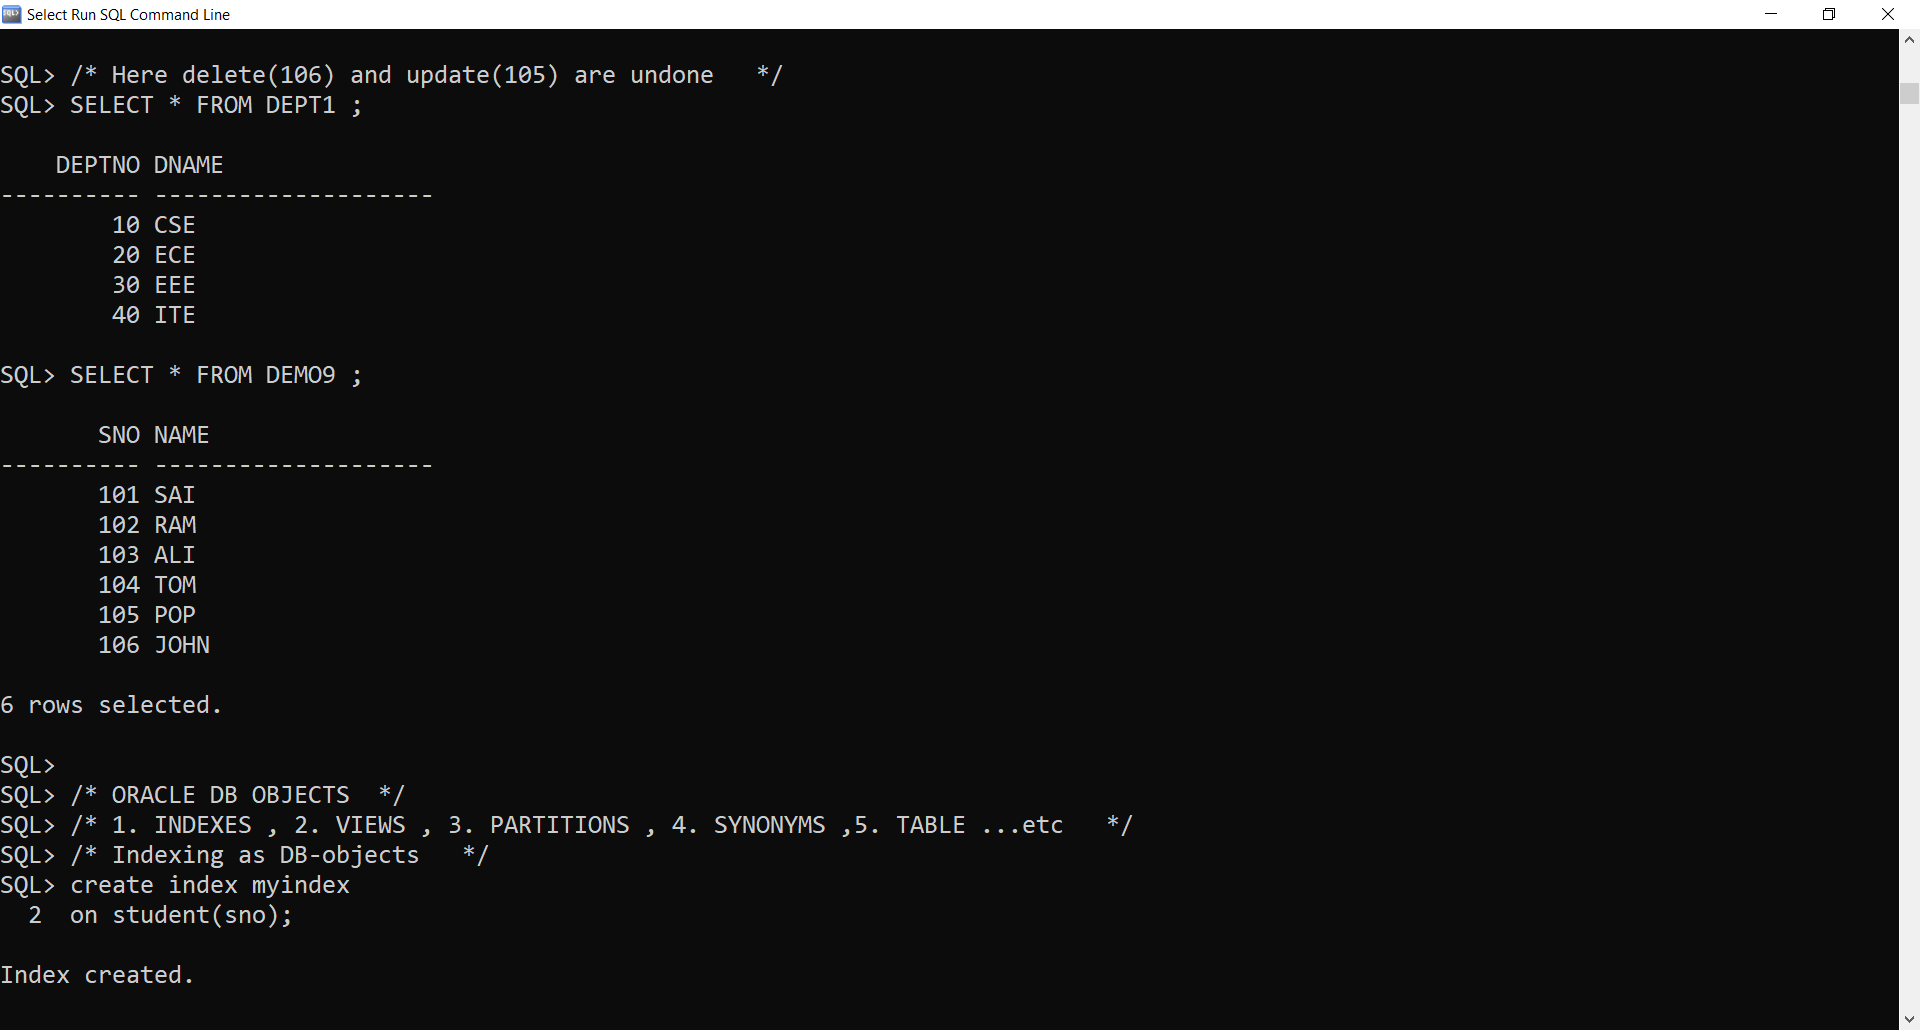 Select Run SQL Command Line
SQL> /* Here delete(106) and update(105) are undone   */
SQL> SELECT * FROM DEPT1 ;
    DEPTNO DNAME
---------- --------------------
        10 CSE
        20 ECE
        30 EEE
        40 ITE
SQL> SELECT * FROM DEMO9 ;
       SNO NAME
---------- --------------------
       101 SAI
       102 RAM
       103 ALI
       104 TOM
       105 POP
       106 JOHN
6 rows selected.
SQL>
SQL> /* ORACLE DB OBJECTS  */
SQL> /* 1. INDEXES , 2. VIEWS , 3. PARTITIONS , 4. SYNONYMS ,5. TABLE ...etc   */
SQL> /* Indexing as DB-objects   */
SQL> create index myindex
  2  on student(sno);
Index created.